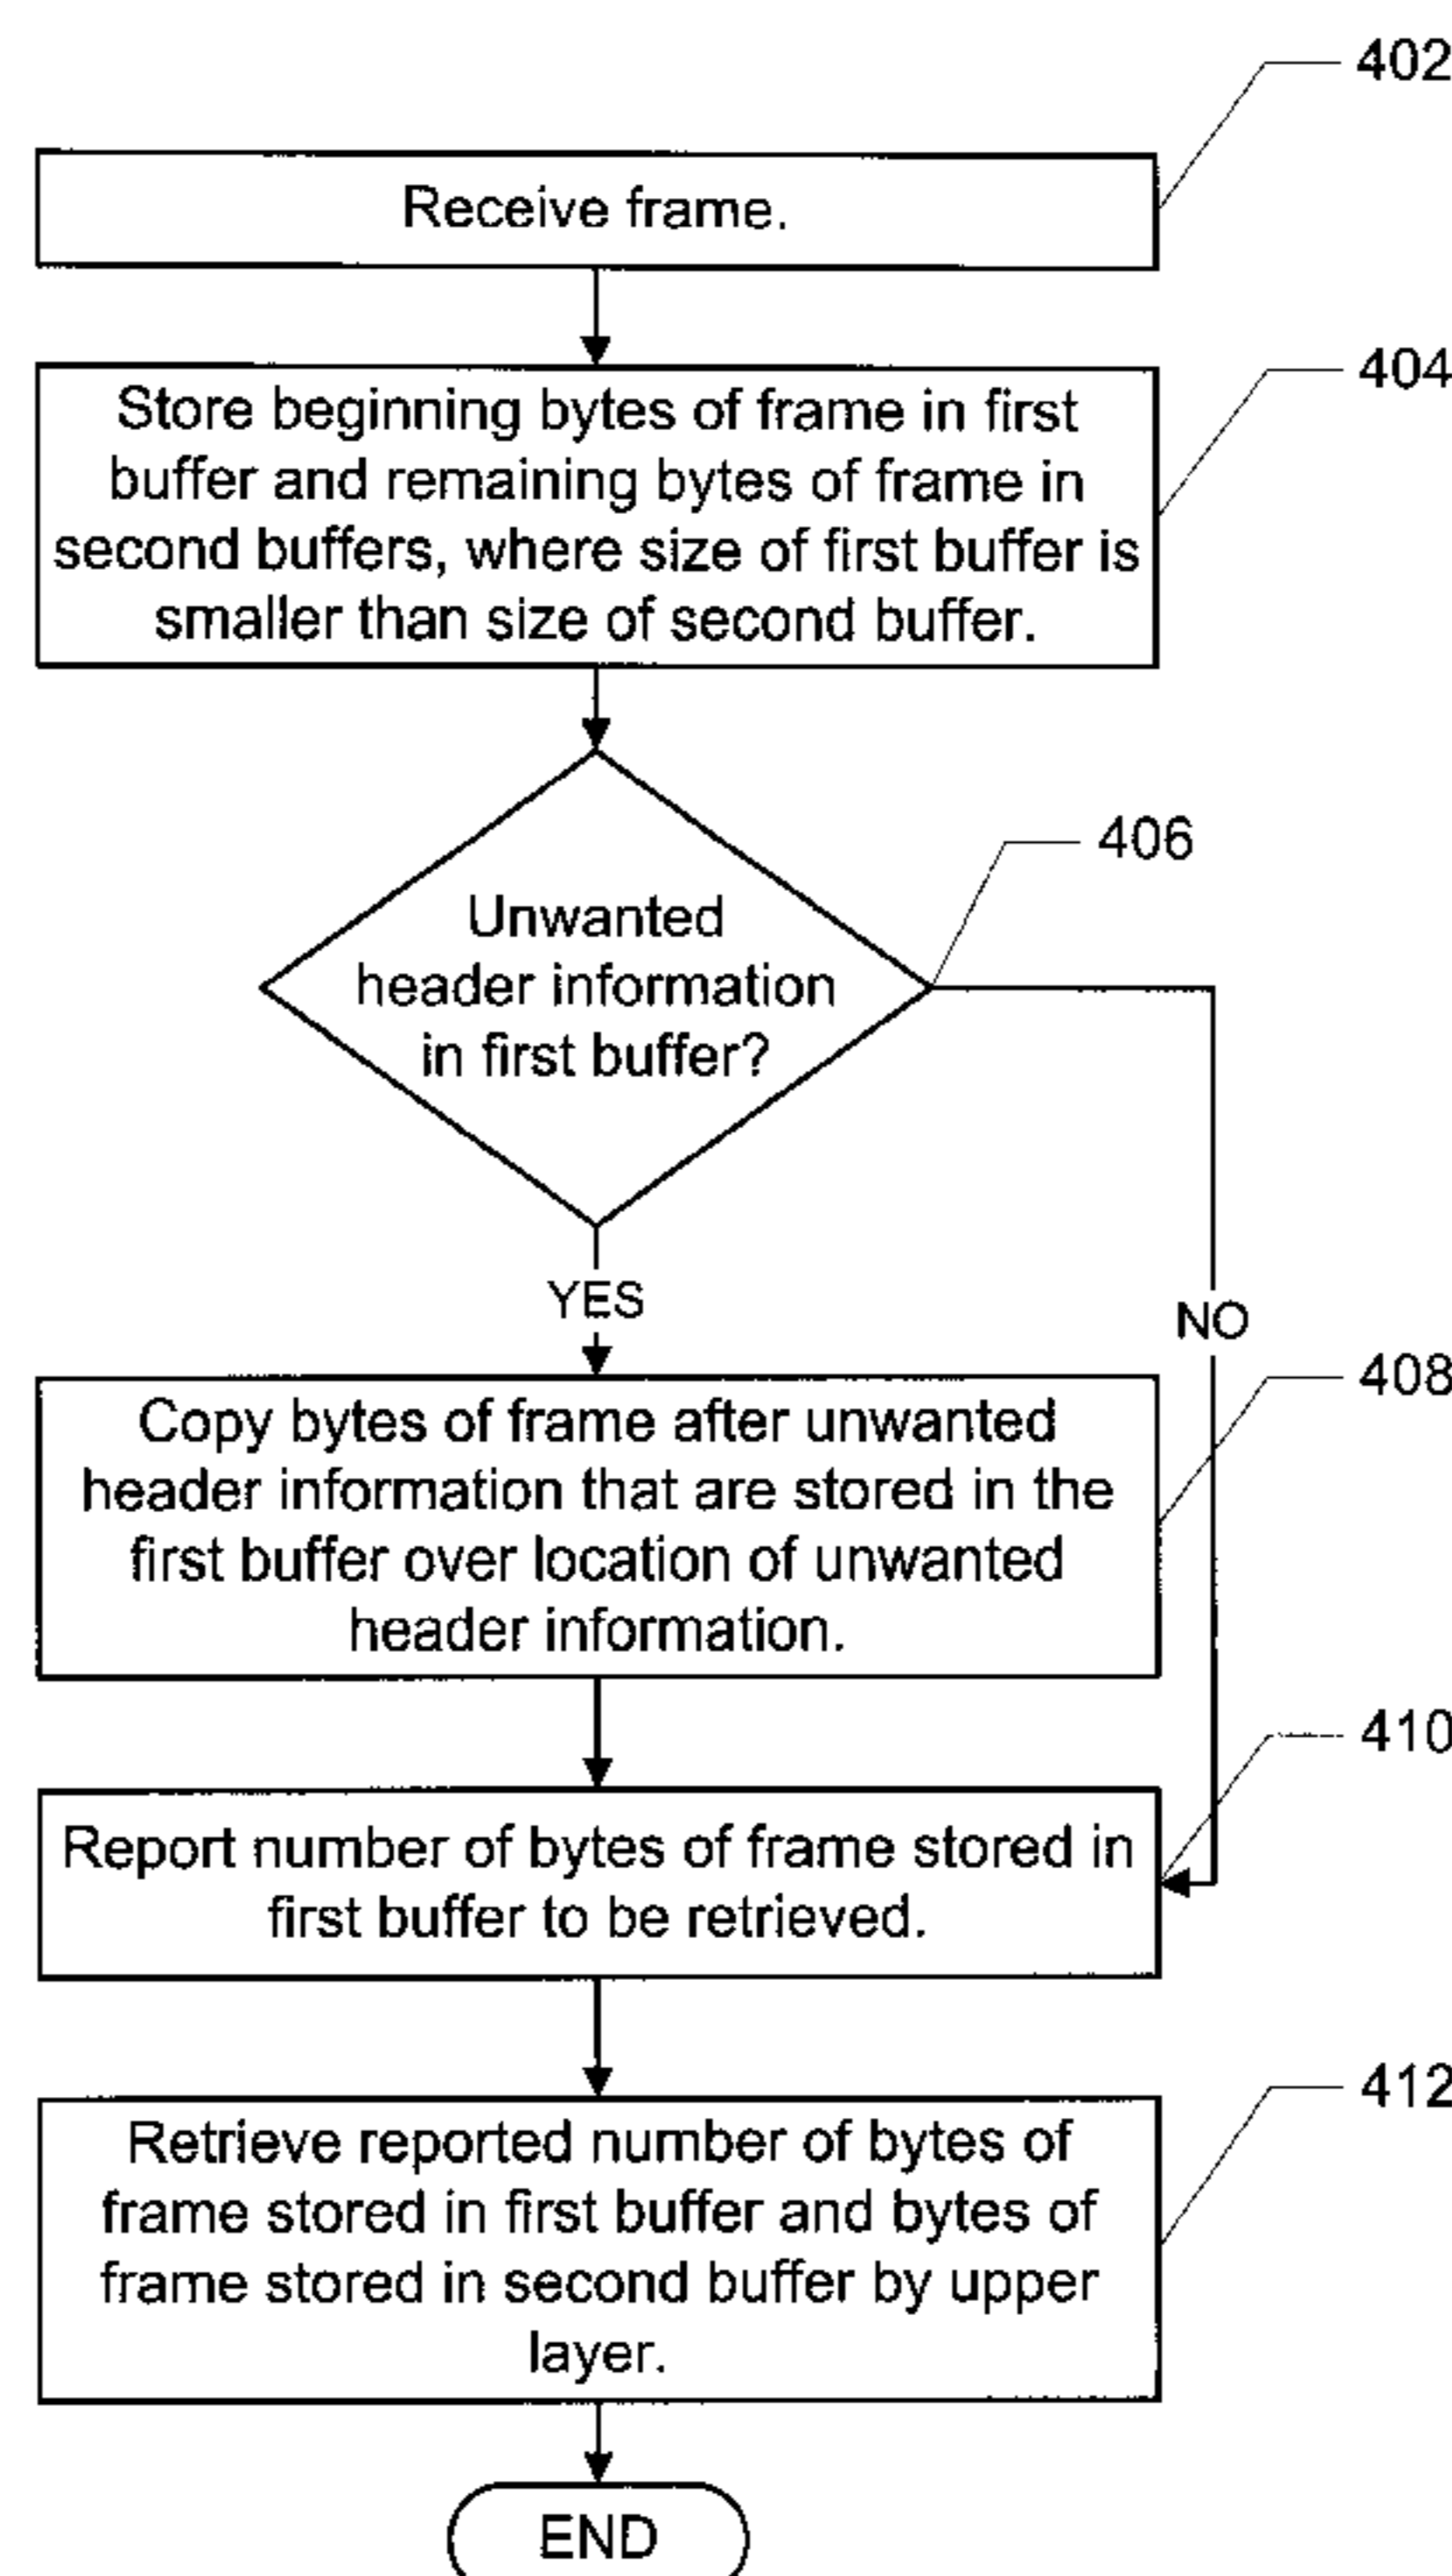 402
Receive frame.
404
Store beginning bytes of frame in first
buffer and remaining bytes of frame in
second buffers, where size of first buffer is
smaller than size of second buffer.
406
Unwanted
header information
in first buffer?
YES
NO
408
Copy bytes of frame after unwanted
header information that are stored in the
first buffer over location of unwanted
header information.
410
Report number of bytes of frame stored in
first buffer to be retrieved.
412
Retrieve reported number of bytes of
frame stored in first buffer and bytes of
frame stored in second buffer by upper
layer.
END